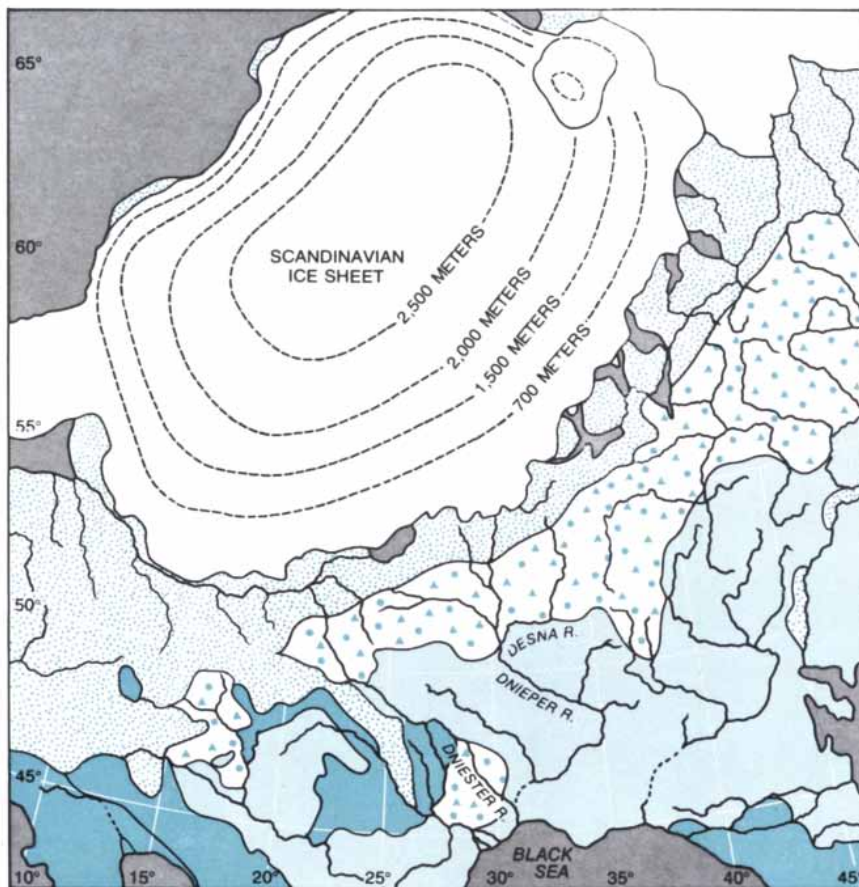 65°
60°
55°
50°
45°
SCANDINAVIAN
ICE SHEET
2,500 METERS
2,000 METERS
1,500 METERS
700 METERS
DESNA R.
DNIEPER R.
DNIESTER R.
BLACK
SEA
10°
15°
20°
25°
30°
35°
40°
45°